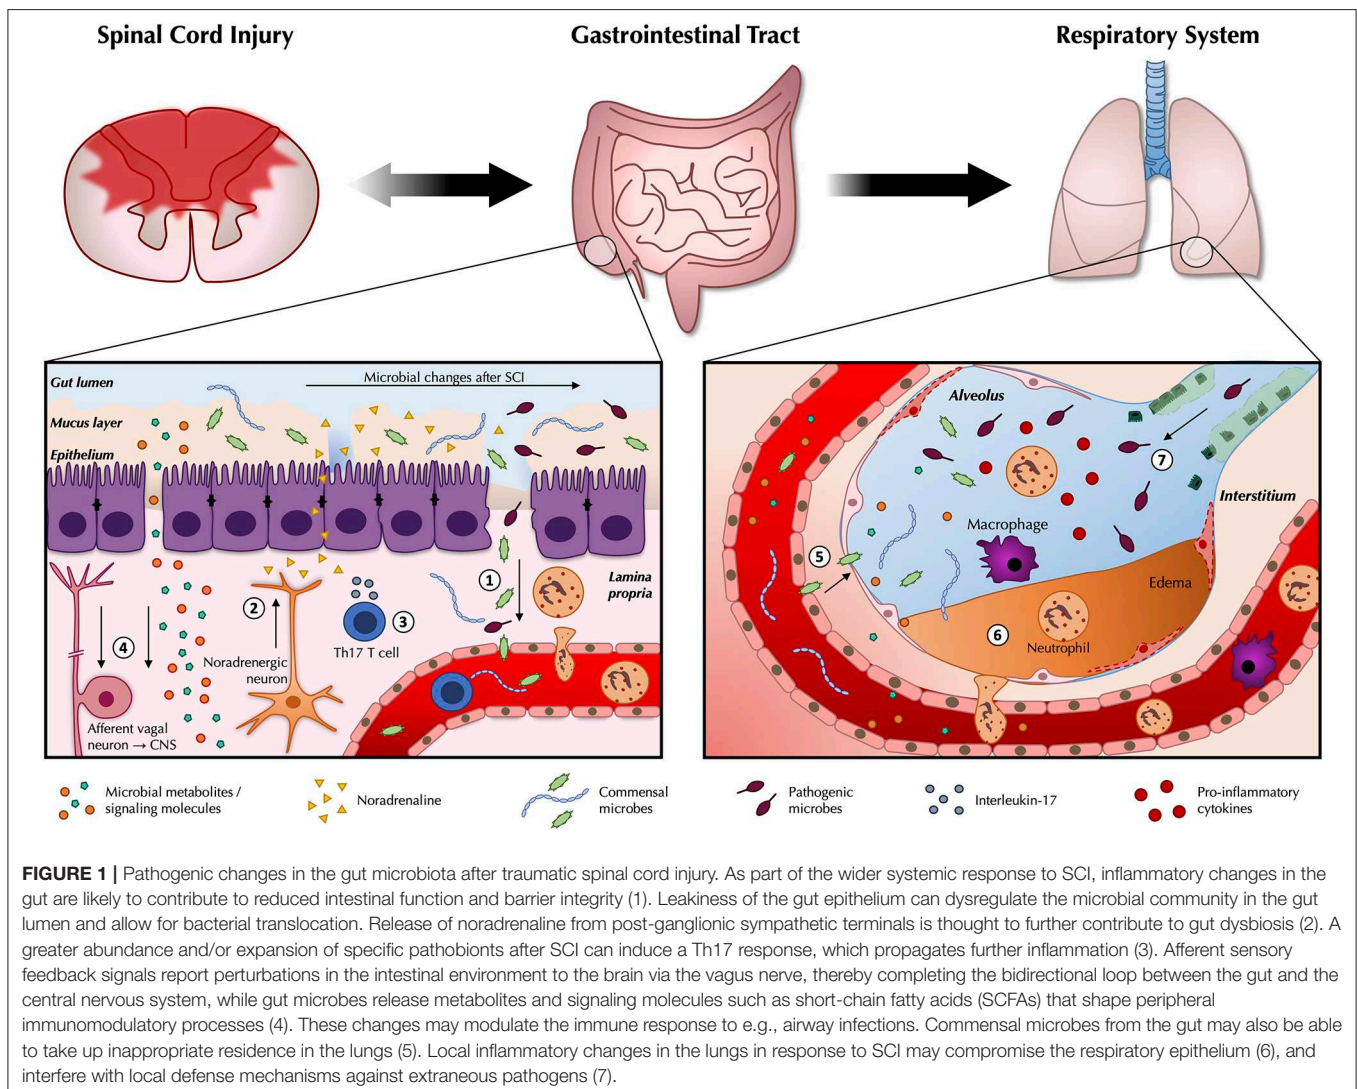 Spinal Cord Injury
Gastrointestinal Tract
Respiratory System
Gut lumen
Microbial changes after SCI
Mucus layer
Epithelium
1
Lamina
propria
2
3
Th17 T cell
4
Noradrenergic
neuron
Afferent vagal
neuron → CNS
Alveolus
7
Interstitium
Macrophage
5
Edema
6
Neutrophil
Microbial metabolites /
signaling molecules
Noradrenaline
Commensal
microbes
Pathogenic
microbes
Interleukin-17
Pro-inflammatory
cytokines
FIGURE 1 | Pathogenic changes in the gut microbiota after traumatic spinal cord injury. As part of the wider systemic response to SCI, inflammatory changes in the
gut are likely to contribute to reduced intestinal function and barrier integrity (1). Leakiness of the gut epithelium can dysregulate the microbial community in the gut
lumen and allow for bacterial translocation. Release of noradrenaline from post-ganglionic sympathetic terminals is thought to further contribute to gut dysbiosis (2). A
greater abundance and/or expansion of specific pathobionts after SCI can induce a Th17 response, which propagates further inflammation (3). Afferent sensory
feedback signals report perturbations in the intestinal environment to the brain via the vagus nerve, thereby completing the bidirectional loop between the gut and the
central nervous system, while gut microbes release metabolites and signaling molecules such as short-chain fatty acids (SCFAs) that shape peripheral
immunomodulatory processes (4). These changes may modulate the immune response to e.g., airway infections. Commensal microbes from the gut may also be able
to take up inappropriate residence in the lungs (5). Local inflammatory changes in the lungs in response to SCI may compromise the respiratory epithelium (6), and
interfere with local defense mechanisms against extraneous pathogens (7).